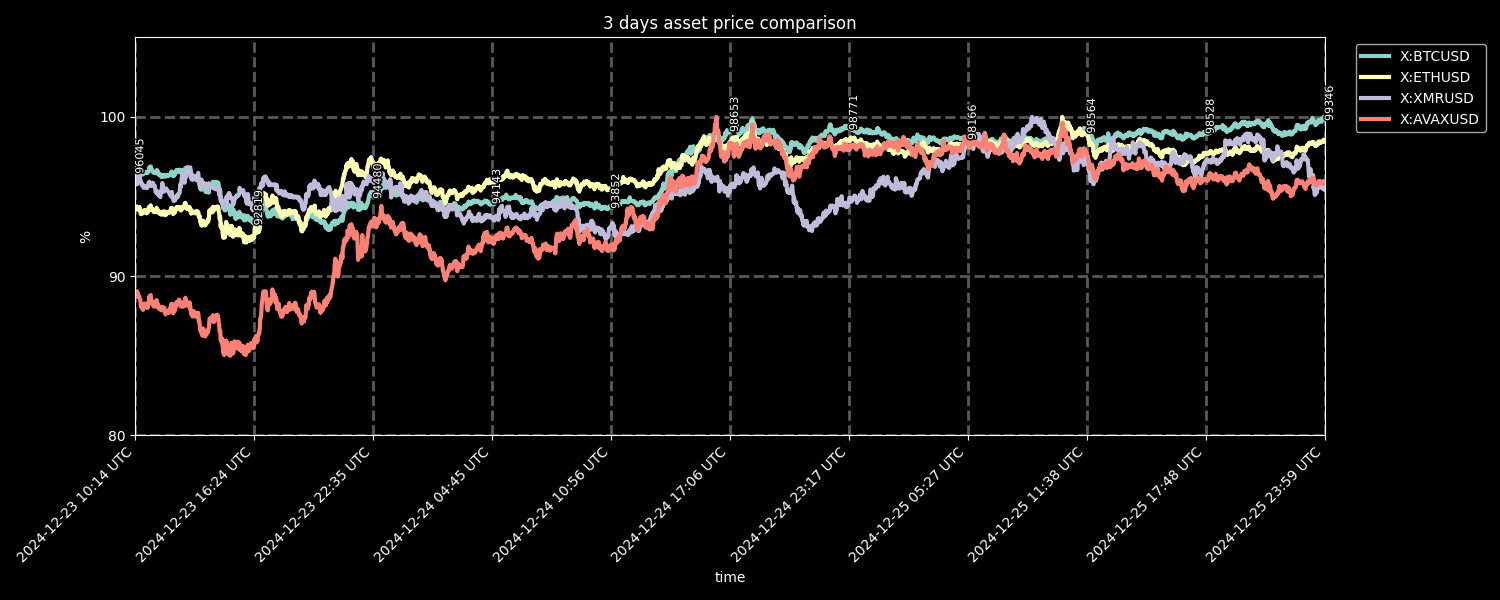 3 days asset price comparison
X:BTCUSD
X:ETHUSD
X:XMRUSD
X:AVAXUSD
100
90
80
%
96045
92819
94480
94143
93852
98653
98771
98166
98564
98528
99346
2024-12-23 10:14 UTC
2024-12-23 16:24 UTC
2024-12-23 22:35 UTC
2024-12-24 04:45 UTC
2024-12-24 10:56 UTC
2024-12-24 17:06 UTC
2024-12-24 23:17 UTC
2024-12-25 05:27 UTC
2024-12-25 11:38 UTC
2024-12-25 17:48 UTC
2024-12-25 23:59 UTC
time